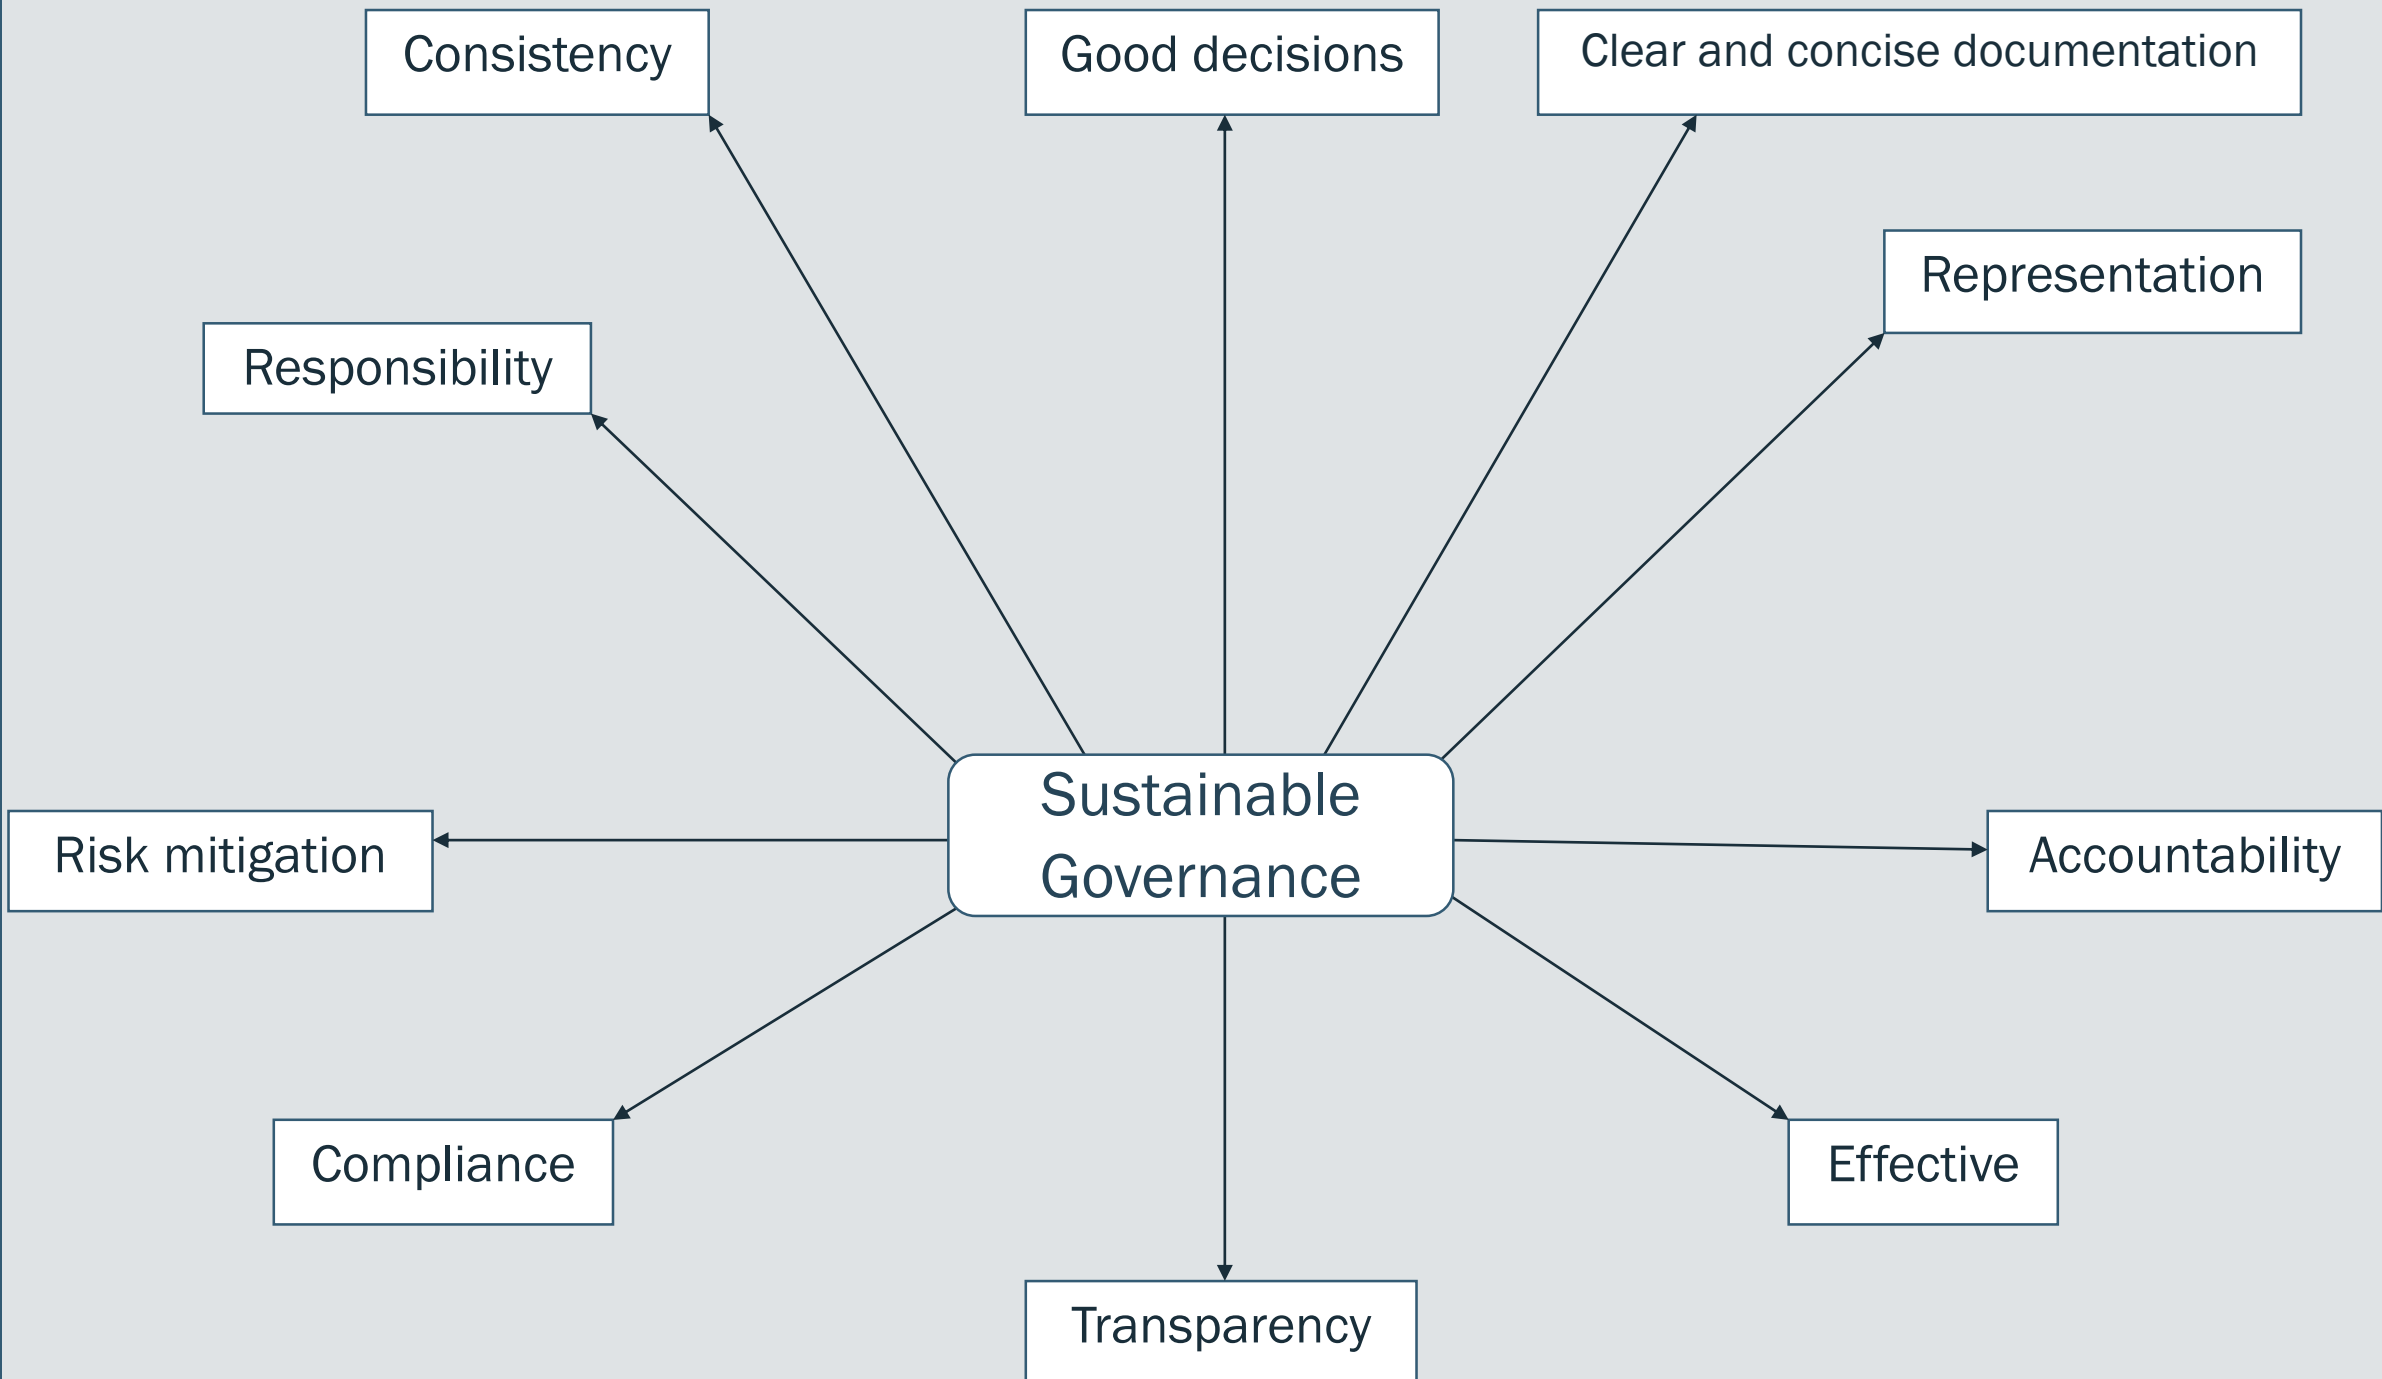 Consistency
Good decisions
Clear and concise documentation
Representation
Responsibility
Sustainable
Governance
Risk mitigation
Accountability
Compliance
Effective
Transparency